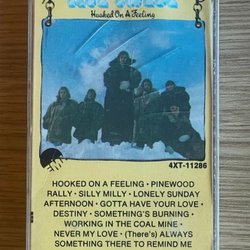 Hooked On A Feeling
4XT-11286
HOOKED ON A FEELING · PINEWOOD
RALLY · SILLY MILLY · LONELY SUNDAY
AFTERNOON · GOTTA HAVE YOUR LOVE ·
DESTINY · SOMETHING'S BURNING ·
WORKING IN THE COAL MINE ·
NEVER MY LOVE · (There's) ALWAYS
SOMETHING THERE TO REMIND ME